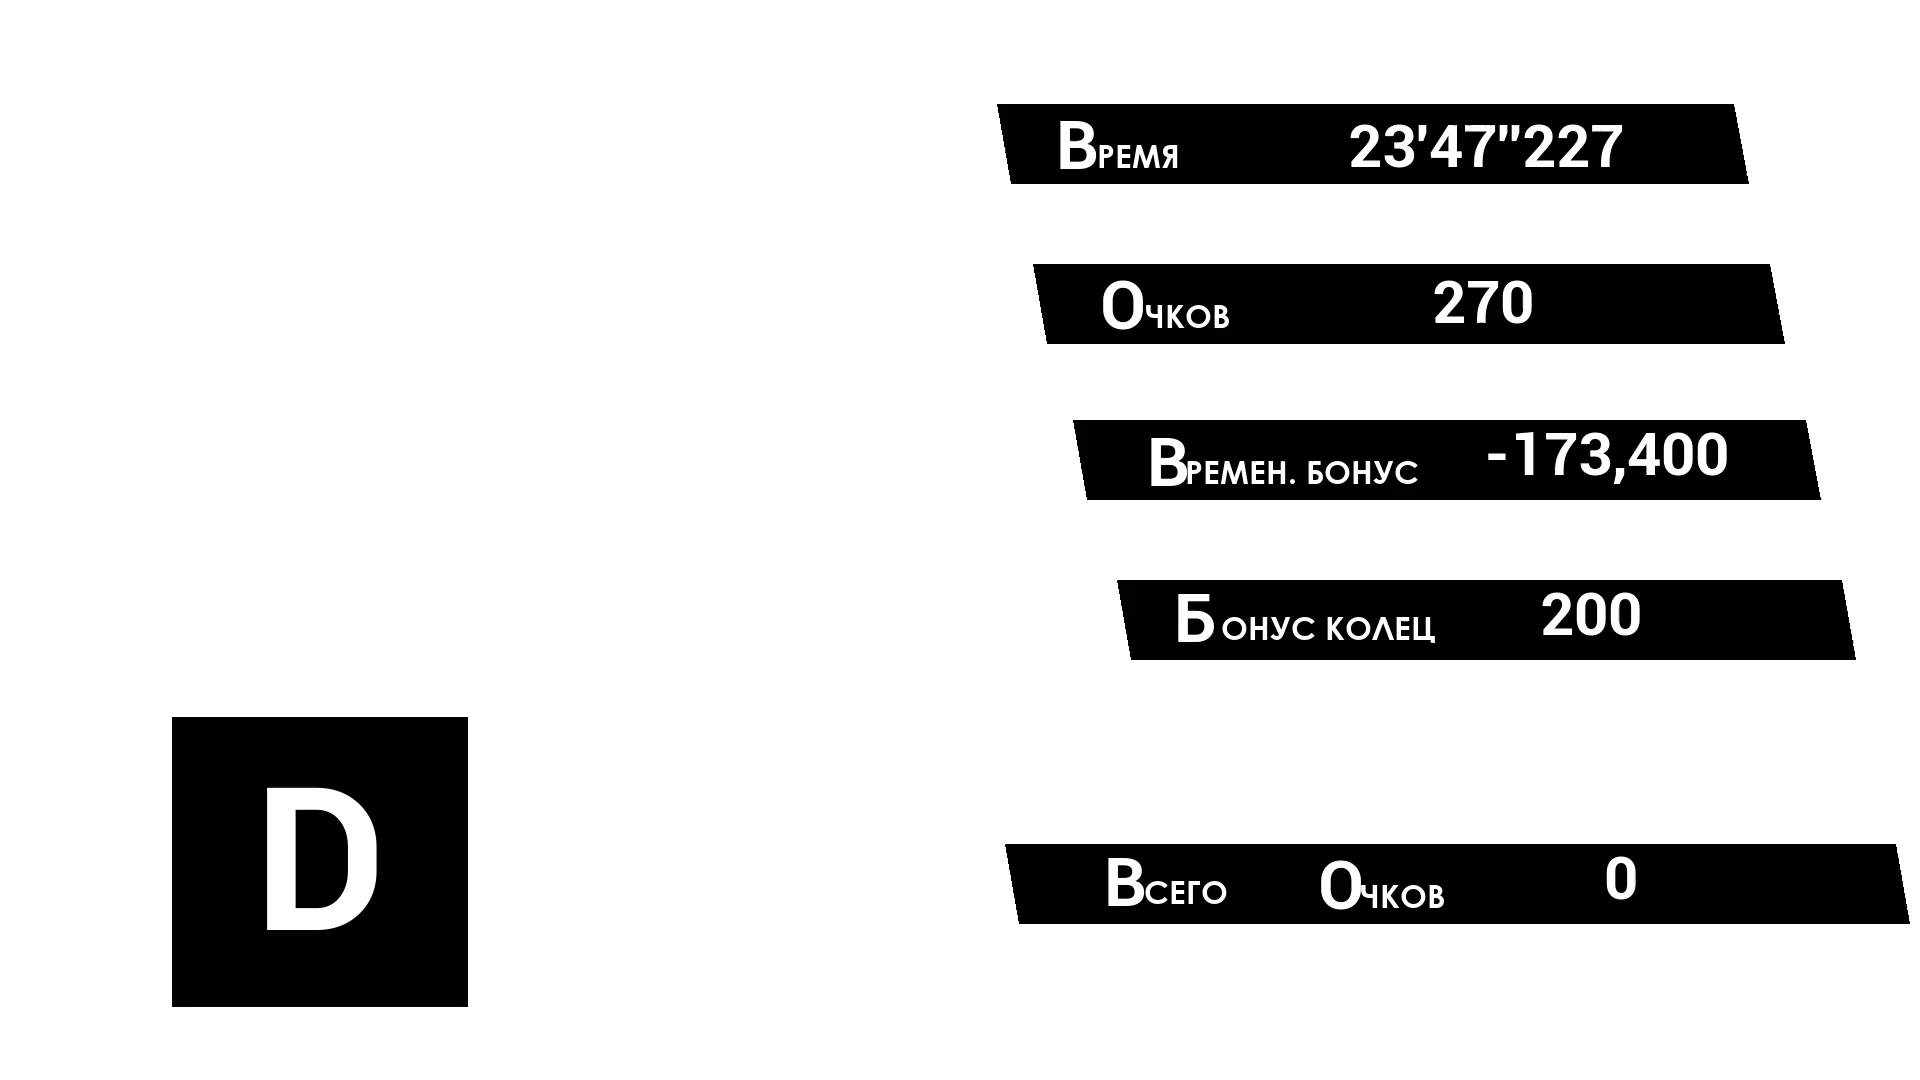 Время 23'47"227
Очков 270
Времен. бонус -173,400
Бонус колец 200
D
Всего Очков 0